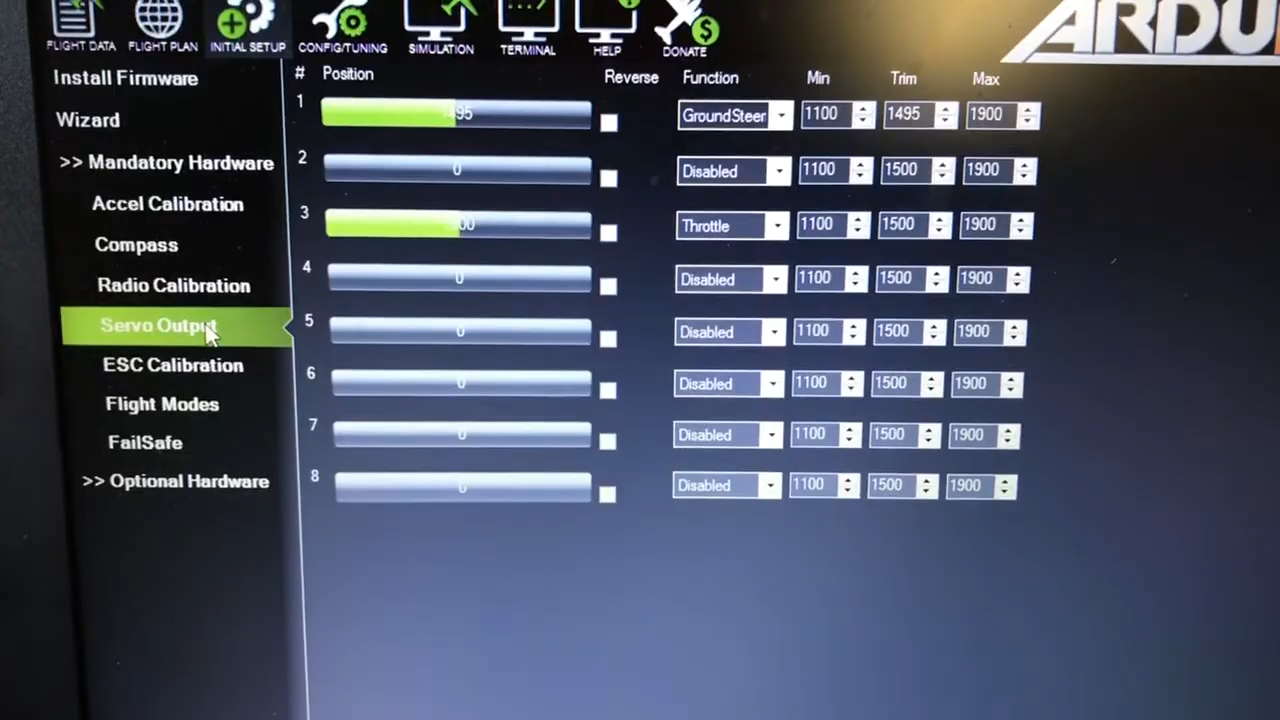 FLIGHT DATA FLIGHT PLAN INITIAL SETUP CONFIG/TUNING SIMULATION TERMINAL HELP DONATE ARDU
Install Firmware
Wizard
>> Mandatory Hardware
Accel Calibration
Compass
Radio Calibration
Servo Output
ESC Calibration
Flight Modes
FailSafe
>> Optional Hardware
# Position Reverse Function Min Trim Max
1 1495 GroundSteer 1100 1495 1900
2 0 Disabled 1100 1500 1900
3 Throttle 1100 1500 1900
4 0 Disabled 1100 1500 1900
5 0 Disabled 1100 1500 1900
6 0 Disabled 1100 1500 1900
7 0 Disabled 1100 1500 1900
8 0 Disabled 1100 1500 1900